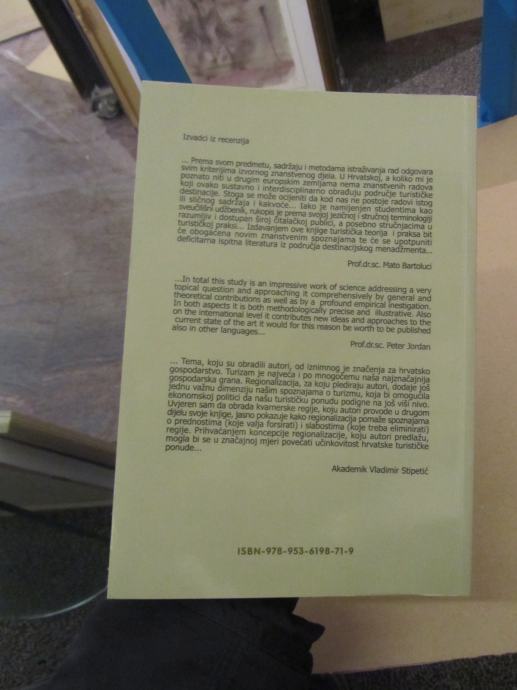 Izvadci iz recenzija
... Prema svom predmetu, sadržaju i metodama istraživanja rad odgovara
svim kriterijima izvornog znanstvenog djela. U Hrvatskoj, a koliko mi je
poznato niti u drugim europskim zemljama nema znanstvenih radova
koji ovako sustavno i interdisciplinarno obrađuju područje turističke
destinacije. Stoga se može ocijeniti da kod nas ne postoje radovi istog
ili sličnog sadržaja i kakvoće... Iako je namijenjen studentima kao
sveučilišni udžbenik, rukopis je prema svojoj jezičnoj i stručnoj terminologiji
razumljiv i dostupan široj čitalačkoj publici, a posebno stručnjacima u
turističkoj praksi... Izdavanjem ove knjige turistička teorija i praksa bit
će obogaćena novim znanstvenim spoznajama te će se upotpuniti
deficitarna ispitna literatura iz područja destinacijskog menadžmenta...
Prof.dr.sc. Mato Bartoluci
...In total this study is an impressive work of science addressing a very
topical question and approaching it comprehensively by general and
theoretical contributions as well as by a profound empirical inestigation.
In both aspects it is both methodologically precise and illustrative. Also
on the international level it contributes new ideas and approaches to the
current state of the art it would for this reason be worth to be published
also in other languages...
Prof.dr.sc. Peter Jordan
... Tema, koju su obradili autori, od iznimnog je značenja za hrvatsko
gospodarstvo. Turizam je najveća i po mnogočemu naša najznačajnija
gospodarska grana. Regionalizacija, za koju plediraju autori, dodaje još
jednu važnu dimenziju našim spoznajama o turizmu, koja bi omogućila
ekonomskoj politici da našu turističku ponudu podigne na još viši nivo.
Uvjeren sam da obrada kvarnerske regije, koju autori provode u drugom
dijelu svoje knjige, jasno pokazuje kako regionalizacija pomaže spoznajama
o prednostima (koje valja forsirati) i slabostima (koje treba eliminirati)
regije. Prihvaćanjem koncepcije regionalizacije, koju autori predlažu,
mogla bi se u značajnoj mjeri povećati učinkovitost hrvatske turističke
ponude...
Akademik Vladimir Stipetić
ISBN-978-953-6198-71-9